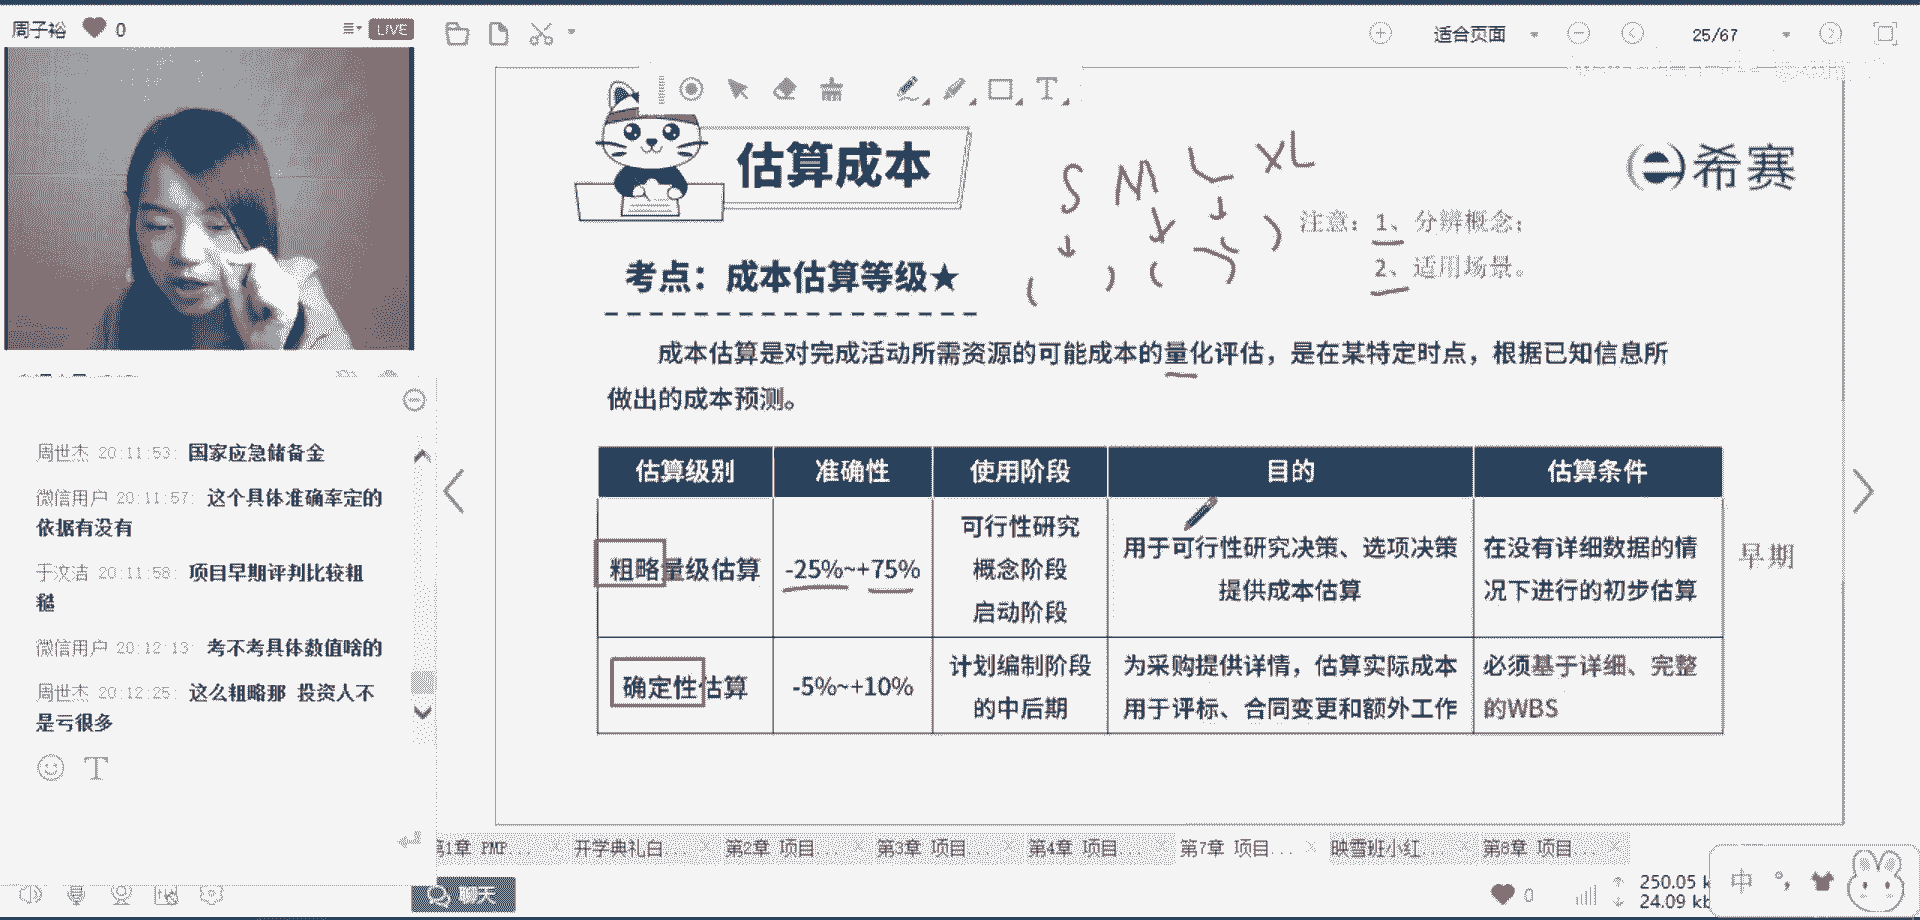 周子裕 0 LIVE
适合页面 25/67
估算成本
S M L XL
希赛
注意：1、分辨概念；
2、适用场景。
考点：成本估算等级★
成本估算是对完成活动所需资源的可能成本的量化评估，是在某特定时点，根据已知信息所
做出的成本预测。
估算级别 准确性 使用阶段 目的 估算条件
粗略量级估算 -25%~+75% 可行性研究 概念阶段 启动阶段 用于可行性研究决策、选项决策 提供成本估算 在没有详细数据的情 况下进行的初步估算 早期
确定性估算 -5%~+10% 计划编制阶段 的中后期 为采购提供详情，估算实际成本 用于评标、合同变更和额外工作 必须基于详细、完整 的WBS
周世杰 20:11:53: 国家应急储备金
微信用户 20:11:57: 这个具体准确率定的
依据有没有
于汶洁 20:11:58: 项目早期评判比较粗
糙
微信用户 20:12:13: 考不考具体数值啥的
周世杰 20:12:25: 这么粗略那 投资人不
是亏很多
T
第1章 PMP... 开学典礼白... 第2章 项目... 第3章 项目... 第4章 项目... 第7章 项目... 映雪班小红... 第8章 项目...
聊天
0 250.05 k
24.09 kb
中